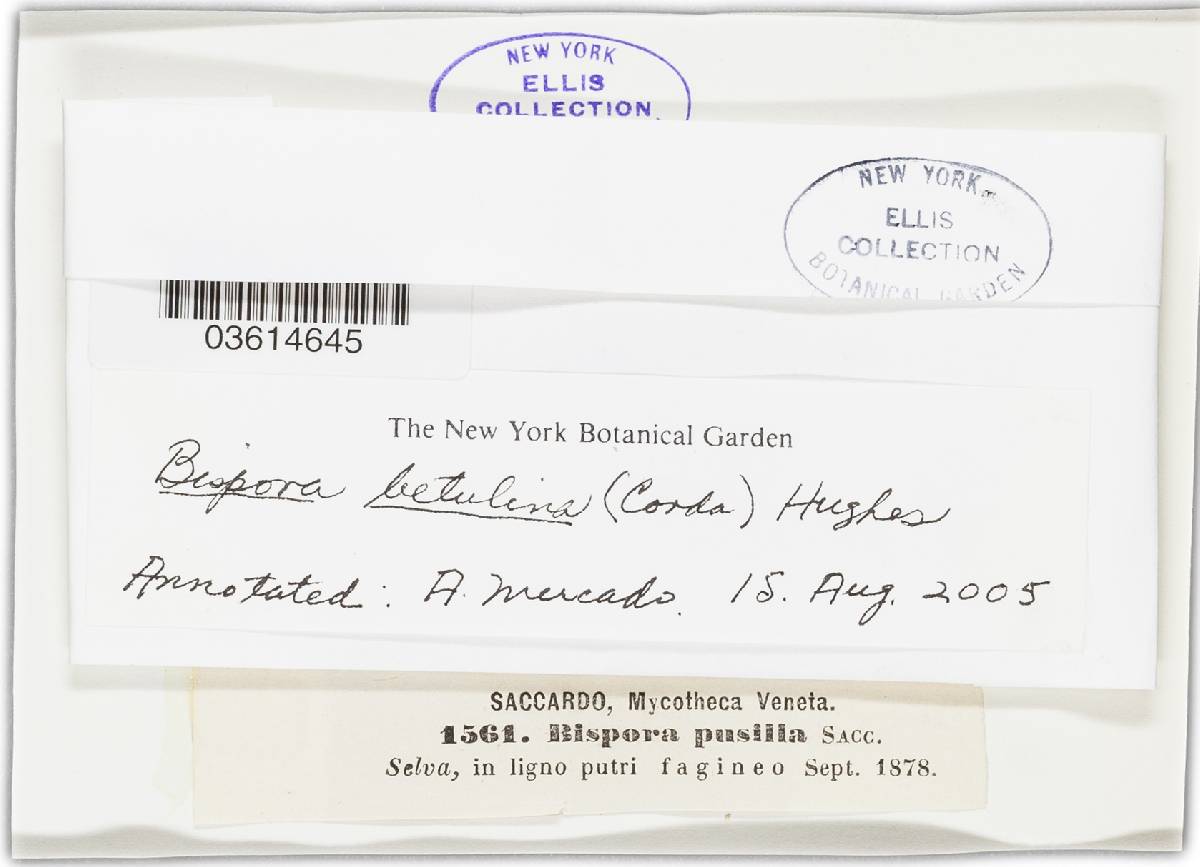 NEW YORK
ELLIS
COLLECTION
NEW YORK
ELLIS
COLLECTION
BOTANICAL GARDEN
03614645
The New York Botanical Garden
Bispora betulina (Corda) Hughes
Annotated: A. Mercado. 15. Aug. 2005
SACCARDO, Mycotheca Veneta.
1561. Bispora pusilla SACC.
Selva, in ligno putri fagineo Sept. 1878.